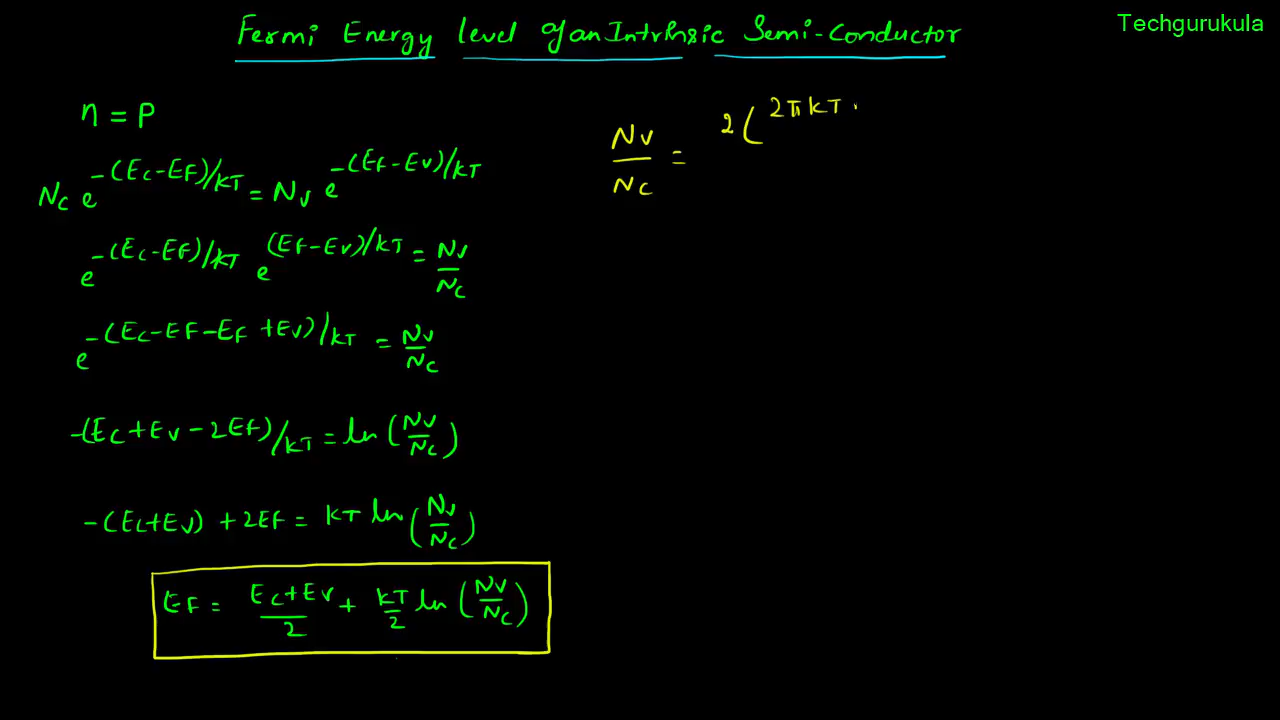 Techgurukula
Fermi Energy level of an Intrinsic Semi-Conductor
n = P
Nc e^-(Ec-EF)/KT = Nv e^-(EF-Ev)/KT
e^-(Ec-EF)/KT e^(EF-Ev)/KT = Nv/Nc
e^-(Ec-EF-EF+Ev)/KT = Nv/Nc
-(Ec+Ev-2EF)/KT = ln(Nv/Nc)
-(Ec+Ev) + 2EF = KT ln(Nv/Nc)
EF = Ec+Ev/2 + KT/2 ln(Nv/Nc)
Nv/Nc = 2(2πKT